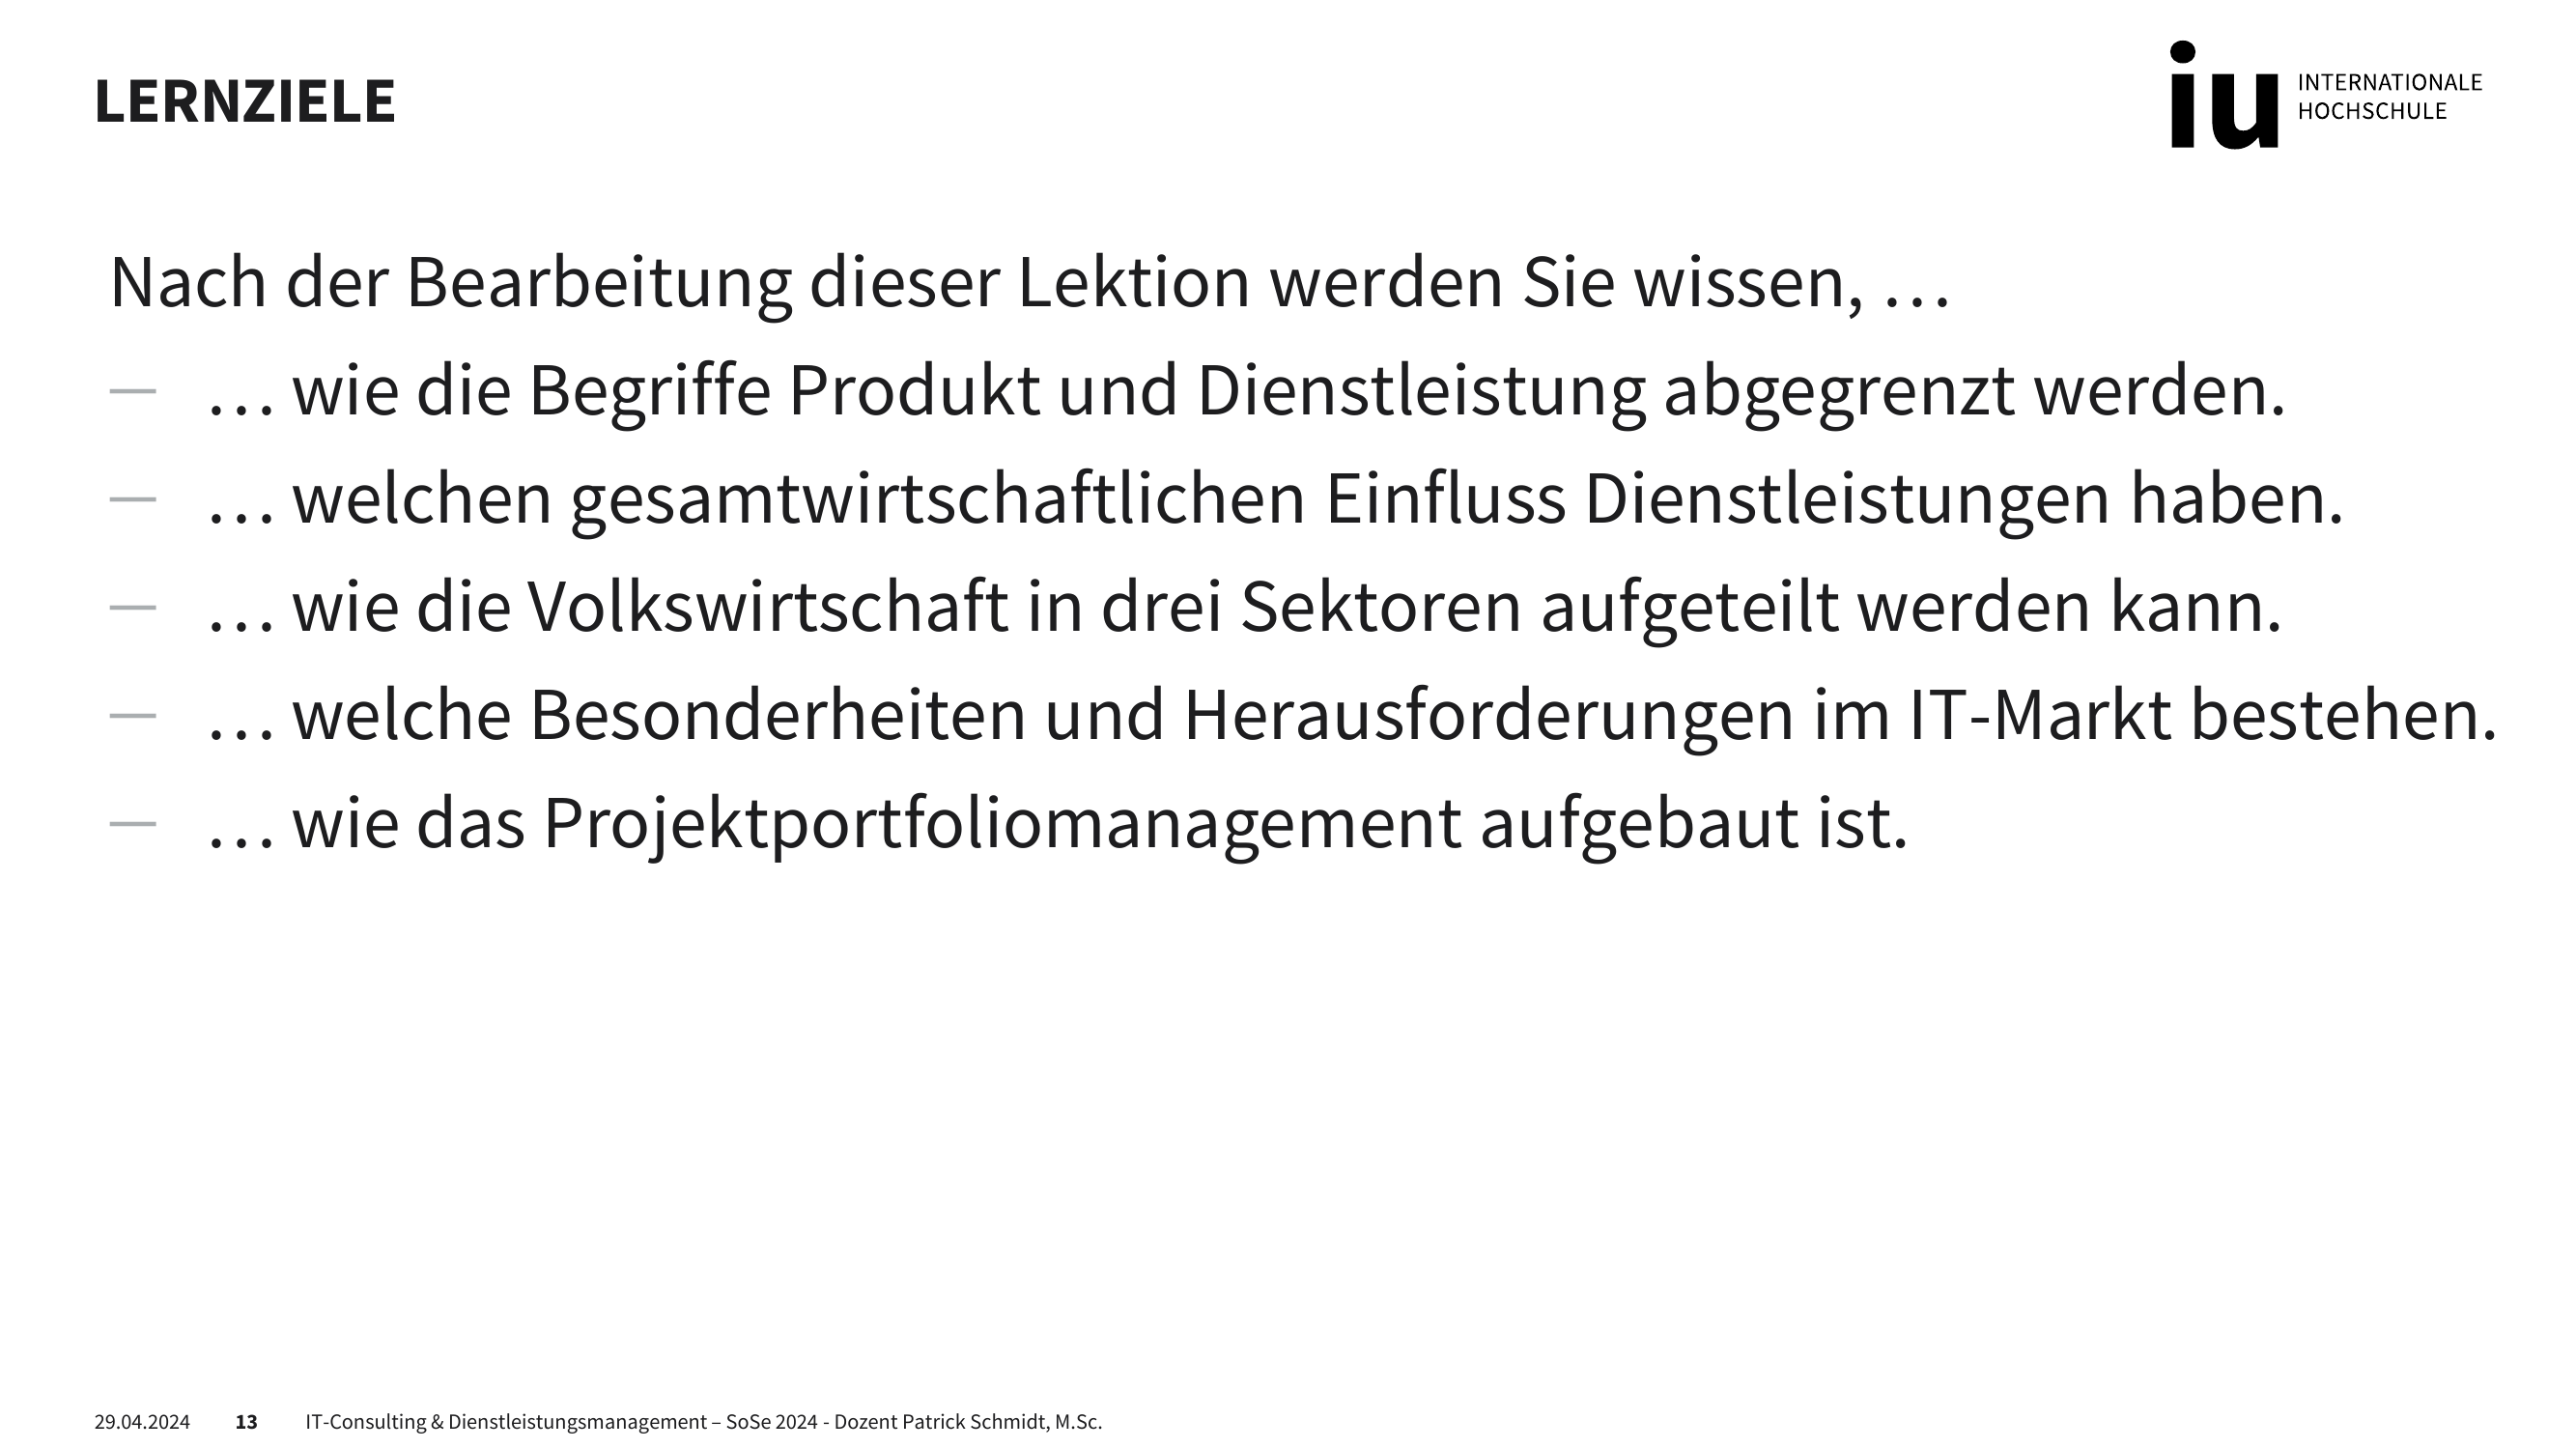 LERNZIELE
iu INTERNATIONALE
HOCHSCHULE
Nach der Bearbeitung dieser Lektion werden Sie wissen, …
— … wie die Begriffe Produkt und Dienstleistung abgegrenzt werden.
— … welchen gesamtwirtschaftlichen Einfluss Dienstleistungen haben.
— … wie die Volkswirtschaft in drei Sektoren aufgeteilt werden kann.
— … welche Besonderheiten und Herausforderungen im IT-Markt bestehen.
— … wie das Projektportfoliomanagement aufgebaut ist.
29.04.2024 13 IT-Consulting & Dienstleistungsmanagement – SoSe 2024 - Dozent Patrick Schmidt, M.Sc.